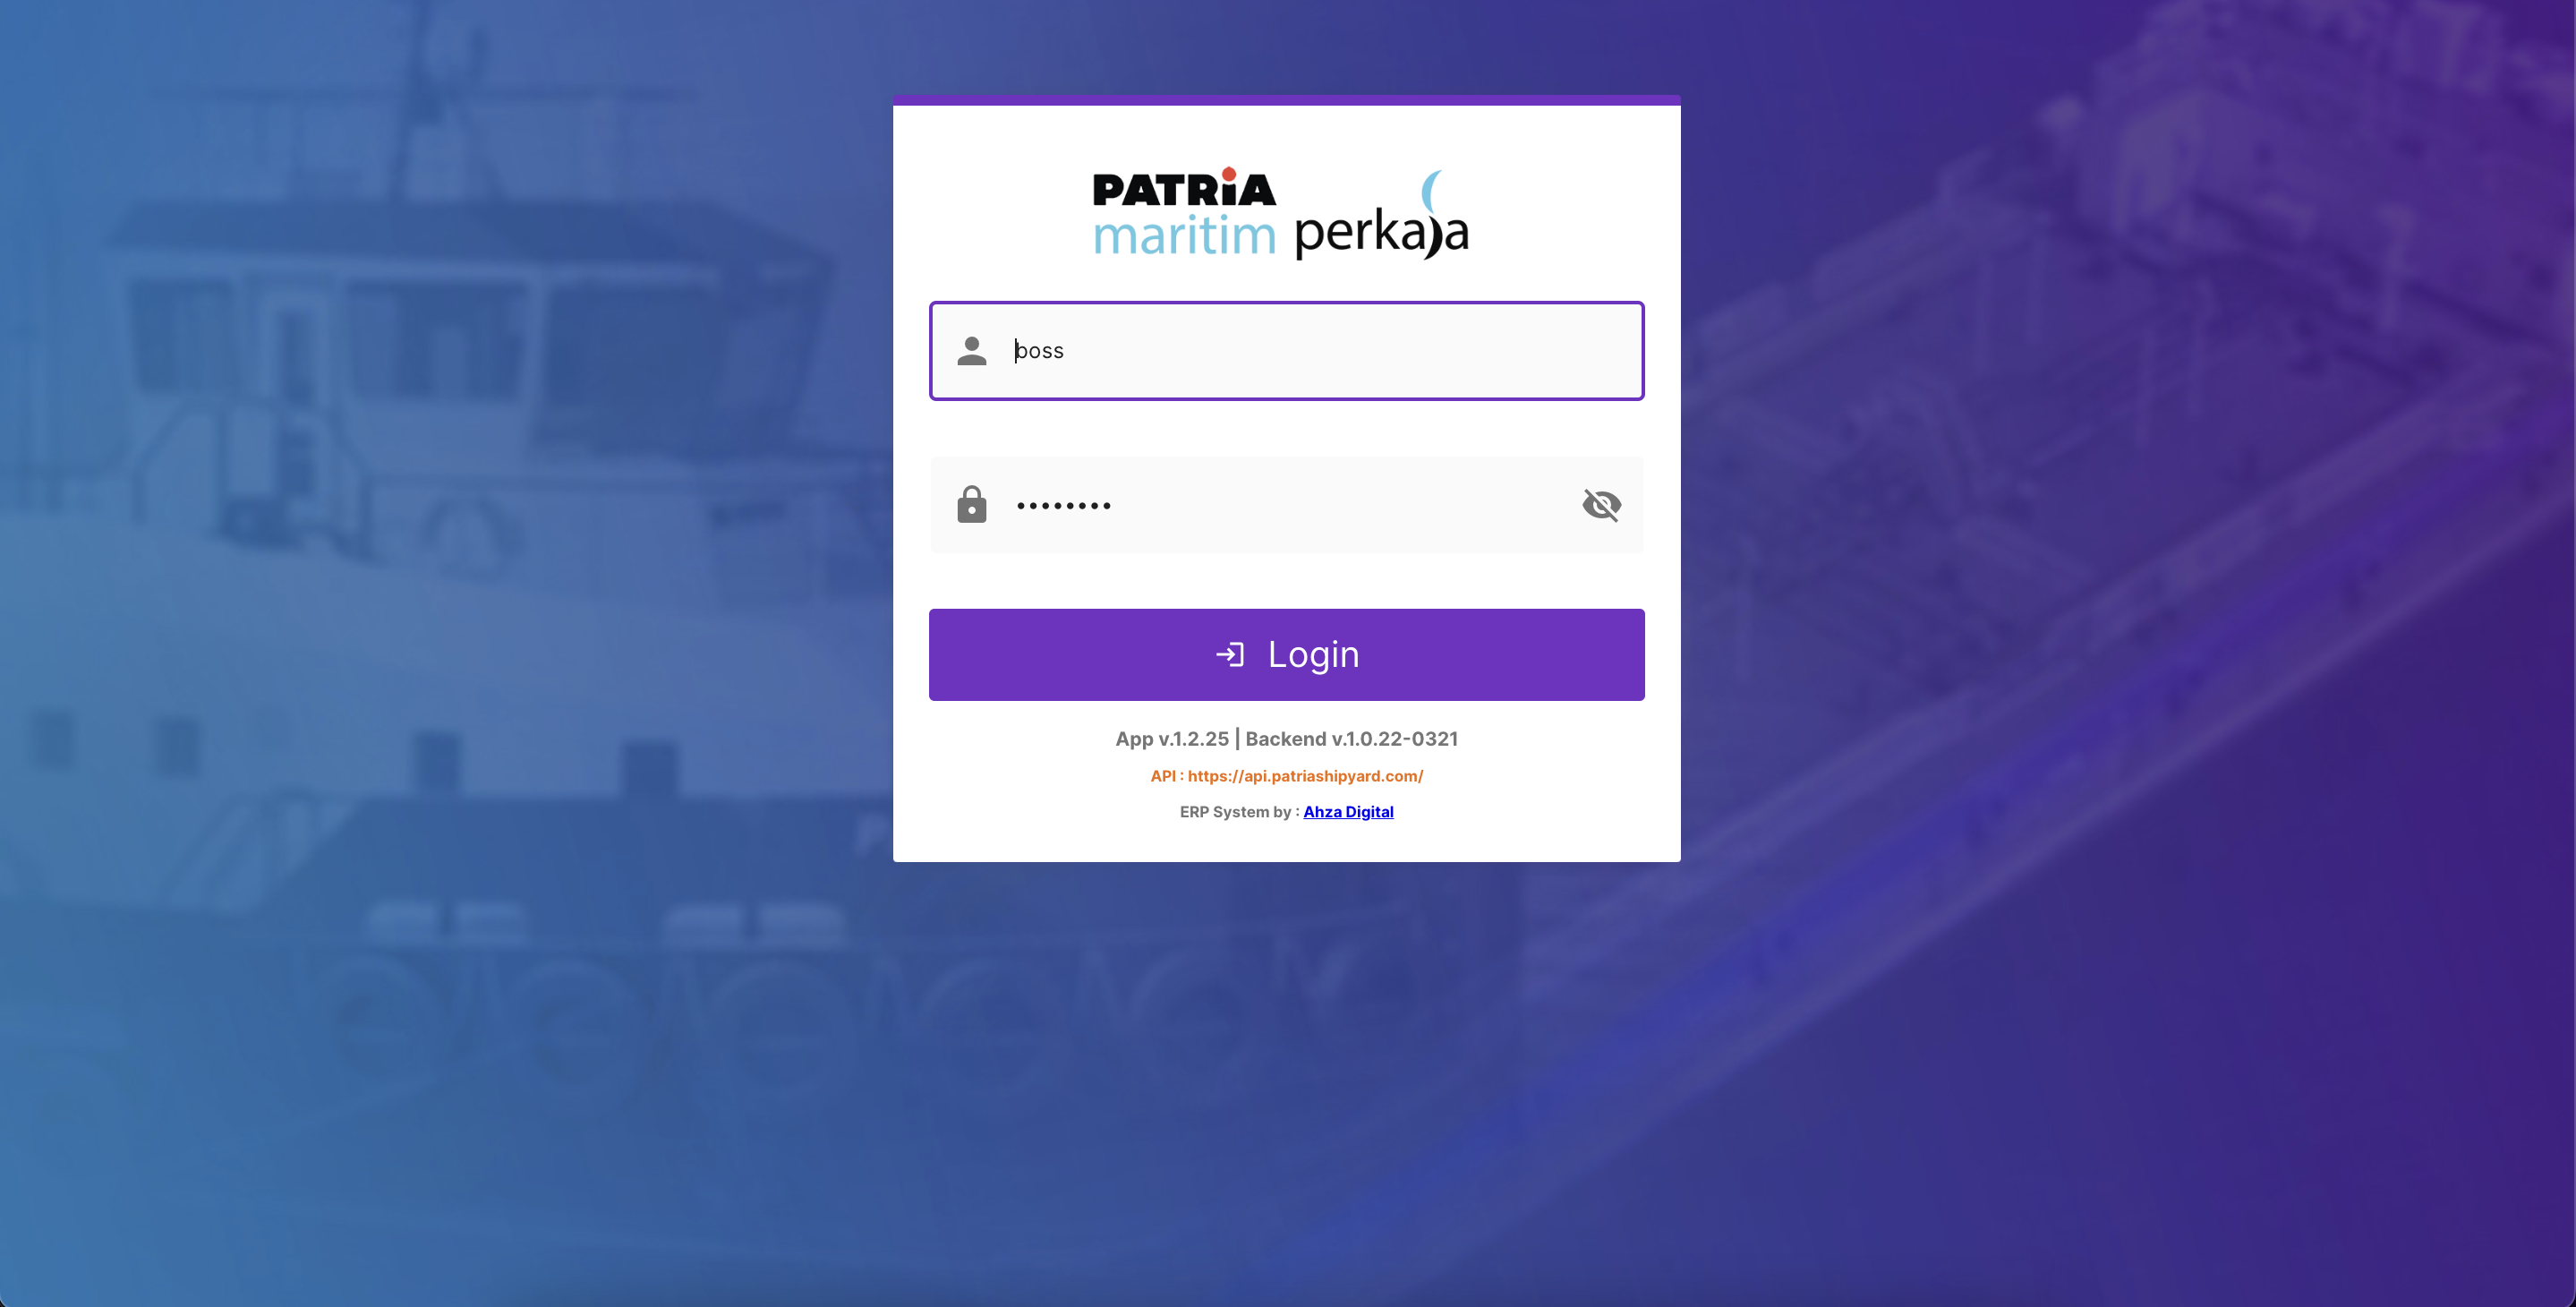 PATRiA
maritim perkasa
boss
••••••••
Login
App v.1.2.25 | Backend v.1.0.22-0321
API : https://api.patriashipyard.com/
ERP System by : Ahza Digital